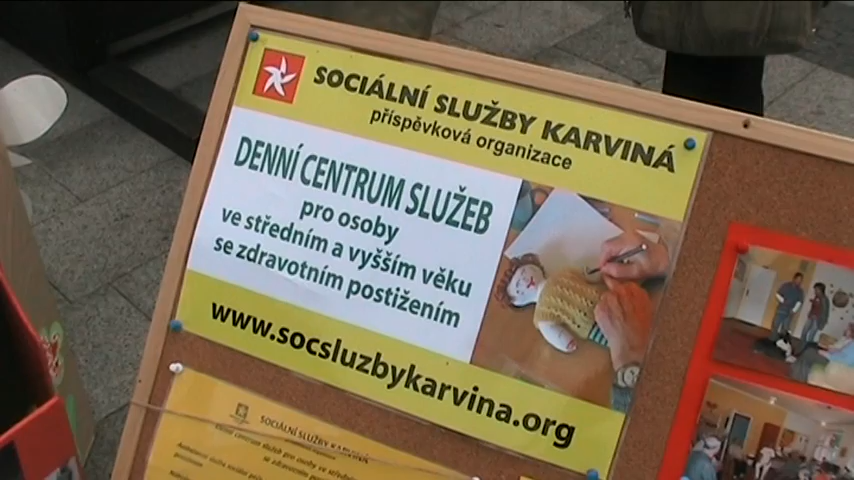 SOCIÁLNÍ SLUŽBY KARVINÁ
příspěvková organizace
DENNÍ CENTRUM SLUŽEB
pro osoby
ve středním a vyšším věku
se zdravotním postižením
www.socsluzbykarvina.org
SOCIÁLNÍ SLUŽBY KARVINÁ